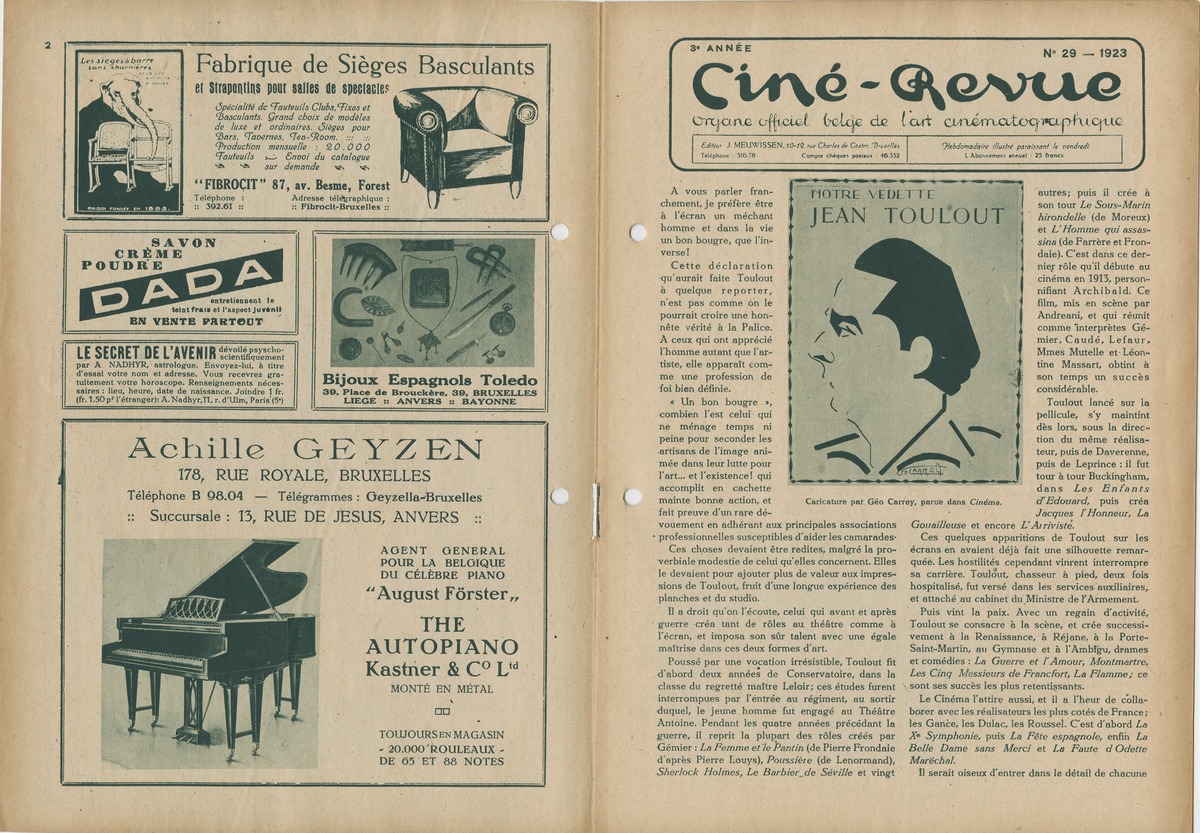 2
Les sièges à barre
sans charnières
MAISON FONDÉE EN 1883.
Fabrique de Sièges Basculants
et Strapontins pour salles de spectacles
Spécialité de Fauteuils Clubs, Fixes et
Basculants. Grand choix de modèles
de luxe et ordinaires. Sièges pour
Bars, Tavernes, Tea-Room. ::: :::
Production mensuelle : 20.000
Fauteuils Envoi du catalogue
sur demande
"FIBROCIT" 87, av. Besme, Forest
Téléphone : Adresse télégraphique :
:: 392.61 :: :: Fibrocit-Bruxelles ::
SAVON
CRÈME
POUDRE
DADA
entretiennent le
teint frais et l'aspect juvénil
EN VENTE PARTOUT
LE SECRET DE L'AVENIR dévoilé psyscho-
scientifiquement
par A NADHYR, astrologue. Envoyez-lui, à titre
d'essai votre nom et adresse. Vous recevrez gra-
tuitement votre horoscope. Renseignements néces-
saires : lieu, heure, date de naissance. Joindre 1 fr.
(fr. 1.50 pr l'étranger): A. Nadhyr, 11, r. d'Ulm, Paris (5e)
Bijoux Espagnols Toledo
39, Place de Brouckère, 39, BRUXELLES
LIEGE :: ANVERS :: BAYONNE
Achille GEYZEN
178, RUE ROYALE, BRUXELLES
Téléphone B 98.04 — Télégrammes : Geyzella-Bruxelles
:: Succursale : 13, RUE DE JESUS, ANVERS ::
AGENT GENERAL
POUR LA BELGIQUE
DU CÉLÈBRE PIANO
"August Förster„
THE
AUTOPIANO
Kastner & Co Ltd
MONTÉ EN MÉTAL
TOUJOURS EN MAGASIN
- 20.000 ROULEAUX -
DE 65 ET 88 NOTES
3e ANNÉE
No 29 — 1923
Ciné-Revue
Organe officiel belge de l'art cinématographique
Editeur J. MEUWISSEN, 10-12, rue Charles de Coster, Bruxelles
Téléphone : 316.78 Compte chèques postaux : 16.332
Hebdomadaire illustré paraissant le vendredi
L'Abonnement annuel : 25 francs
A vous parler fran-
chement, je préfère être
à l'écran un méchant
homme et dans la vie
un bon bougre, que l'in-
verse!
Cette déclaration
qu'aurait faite Toulout
à quelque reporter,
n'est pas comme on le
pourrait croire une hon-
nête vérité à la Palice.
A ceux qui ont apprécié
l'homme autant que l'ar-
tiste, elle apparaît com-
me une profession de
foi bien définie.
« Un bon bougre »,
combien l'est celui qui
ne ménage temps ni
peine pour seconder les
artisans de l'image ani-
mée dans leur lutte pour
l'art... et l'existence! qui
accomplit en cachette
mainte bonne action, et
fait preuve d'un rare dé-
vouement en adhérant aux principales associations
professionnelles susceptibles d'aider les camarades.
Ces choses devaient être redites, malgré la pro-
verbiale modestie de celui qu'elles concernent. Elles
le devaient pour ajouter plus de valeur aux impres-
sions de Toulout, fruit d'une longue expérience des
planches et du studio.
Il a droit qu'on l'écoute, celui qui avant et après
guerre créa tant de rôles au théâtre comme à
l'écran, et imposa son sûr talent avec une égale
maîtrise dans ces deux formes d'art.
Poussé par une vocation irrésistible, Toulout fit
d'abord deux années de Conservatoire, dans la
classe du regretté maître Leloir; ces études furent
interrompues par l'entrée au régiment, au sortir
duquel, le jeune homme fut engagé au Théâtre
Antoine. Pendant les quatre années précédant la
guerre, il reprit la plupart des rôles créés par
Gémier : La Femme et le Pantin (de Pierre Frondaie
d'après Pierre Louys), Poussière (de Lenormand),
Sherlock Holmes, Le Barbier de Séville et vingt
NOTRE VEDETTE
JEAN TOULOUT
Géo CARREY
Caricature par Géo Carrey, parue dans Cinéma.
autres; puis il crée à
son tour Le Sous-Marin
hirondelle (de Moreux)
et L'Homme qui assas-
sina (de Farrère et Fron-
daie). C'est dans ce der-
nier rôle qu'il débute au
cinéma en 1913, person-
nifiant Archibald. Ce
film, mis en scène par
Andreani, et qui réunit
comme interprètes Gé-
mier, Caudé, Lefaur,
Mmes Mutelle et Léon-
tine Massart, obtint à
son temps un succès
considérable.
Toulout lancé sur la
pellicule, s'y maintint
dès lors, sous la direc-
tion du même réalisa-
teur, puis de Daverenne,
puis de Leprince : il fut
tour à tour Buckingham,
dans Les Enfants
d'Edouard, puis créa
Jacques l'Honneur, La
Gouailleuse et encore L'Arriviste.
Ces quelques apparitions de Toulout sur les
écrans en avaient déjà fait une silhouette remar-
quée. Les hostilités cependant vinrent interrompre
sa carrière. Toulout, chasseur à pied, deux fois
hospitalisé, fut versé dans les services auxiliaires,
et attaché au cabinet du Ministre de l'Armement.
Puis vint la paix. Avec un regain d'activité,
Toulout se consacre à la scène, et crée successi-
vement à la Renaissance, à Réjane, à la Porte-
Saint-Martin, au Gymnase et à l'Ambigu, drames
et comédies : La Guerre et l'Amour, Montmartre,
Les Cinq Messieurs de Francfort, La Flamme; ce
sont ses succès les plus retentissants.
Le Cinéma l'attire aussi, et il a l'heur de colla-
borer avec les réalisateurs les plus cotés de France;
les Gance, les Dulac, les Roussel. C'est d'abord La
Xe Symphonie, puis La Fête espagnole, enfin La
Belle Dame sans Merci et La Faute d'Odette
Maréchal.
Il serait oiseux d'entrer dans le détail de chacune